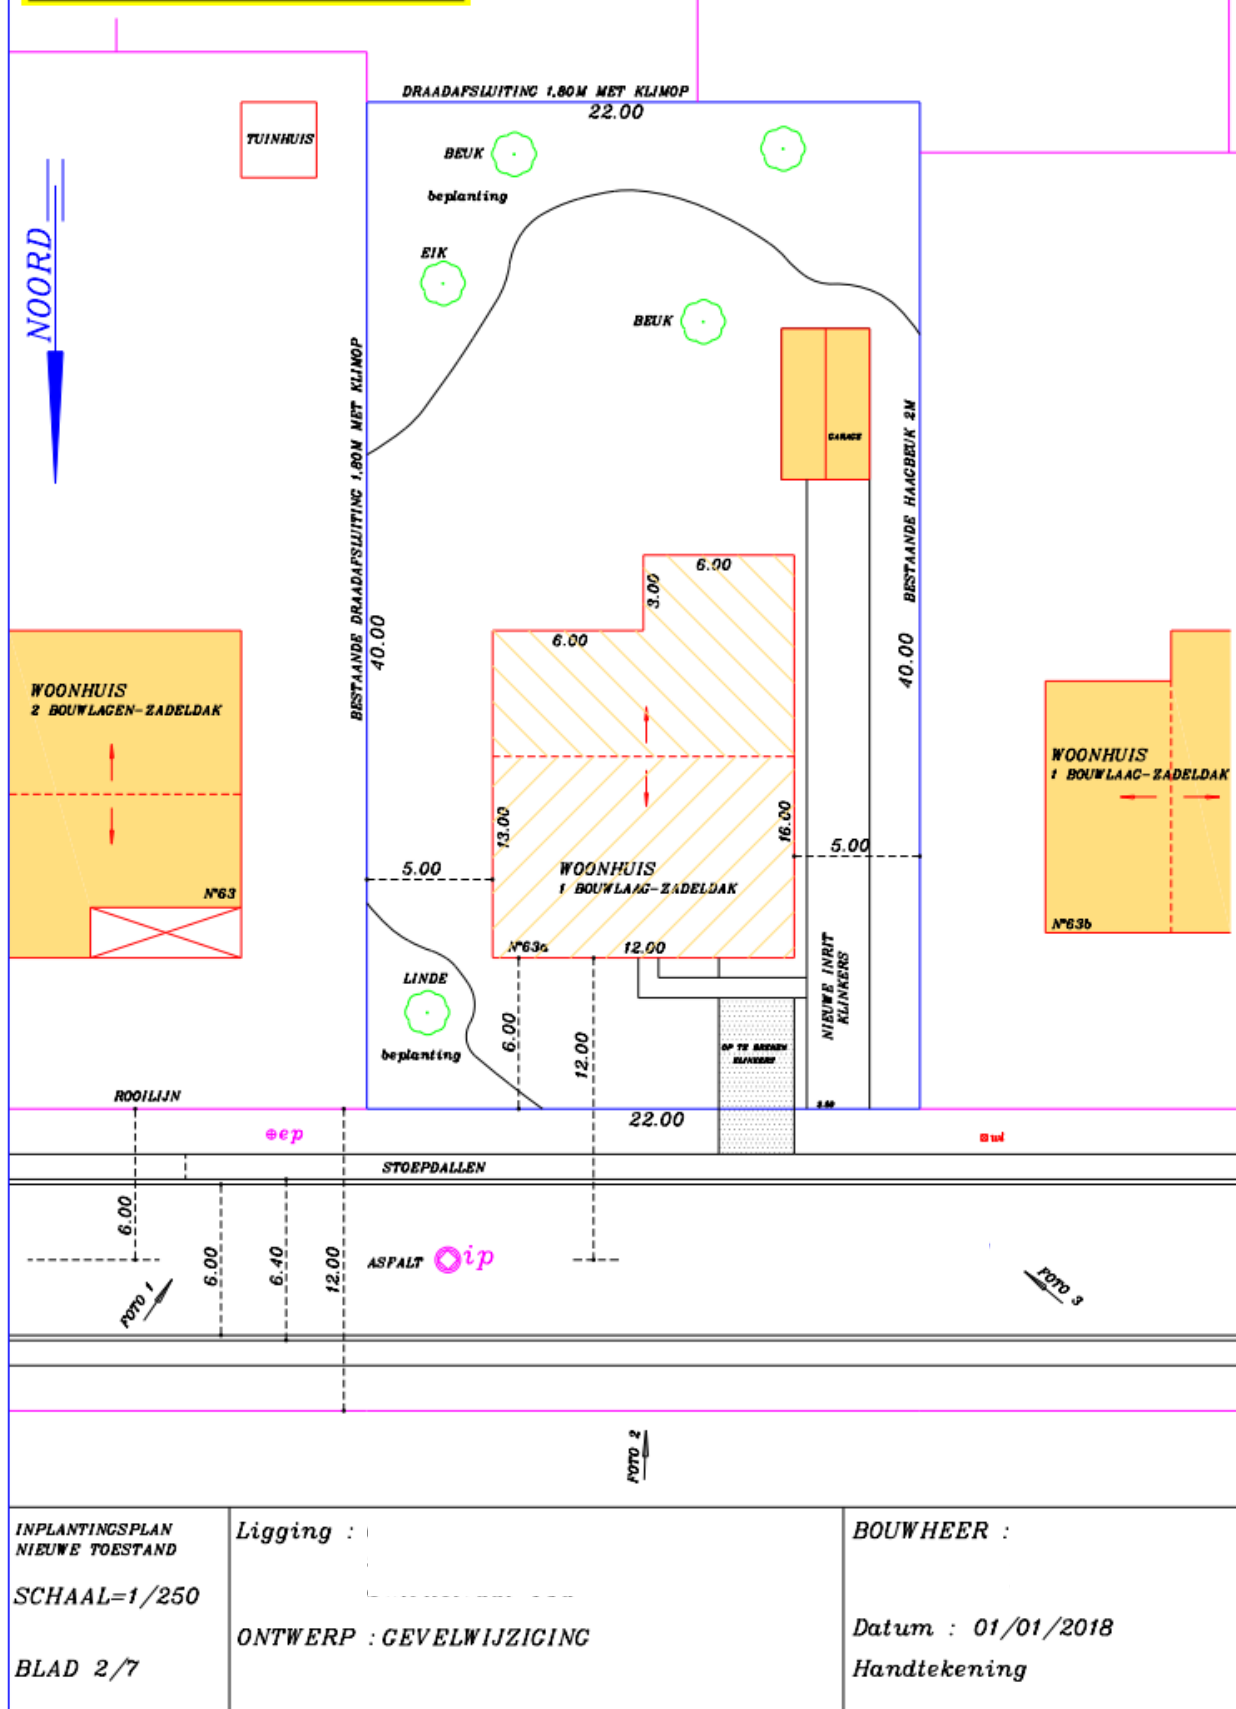 DRAADAFSLUITING 1.80M MET KLIMOP
22.00
TUINHUIS
BEUK
beplanting
NOORD
EIK
BEUK
BESTAANDE DRAADAFSLUITING 1.80M MET KLIMOP
40.00
GARAGE
BESTAANDE HAAGBEUK 2M
40.00
6.00
3.00
6.00
WOONHUIS
2 BOUWLAGEN-ZADELDAK
N°63
WOONHUIS
1 BOUWLAAG-ZADELDAK
N°63b
13.00
16.00
5.00
5.00
WOONHUIS
1 BOUWLAAG-ZADELDAK
N°63a
12.00
NIEUWE INRIT
KLINKERS
LINDE
beplanting
6.00
12.00
OP TE BREKEN
KLINKERS
ROOILIJN
22.00
ep
wl
STOEPDALLEN
6.00
6.00
6.40
12.00
ASFALT
ip
FOTO 1
FOTO 3
FOTO 2
INPLANTINGSPLAN
NIEUWE TOESTAND
SCHAAL=1/250
BLAD 2/7
Ligging :
ONTWERP : GEVELWIJZIGING
BOUWHEER :
Datum : 01/01/2018
Handtekening